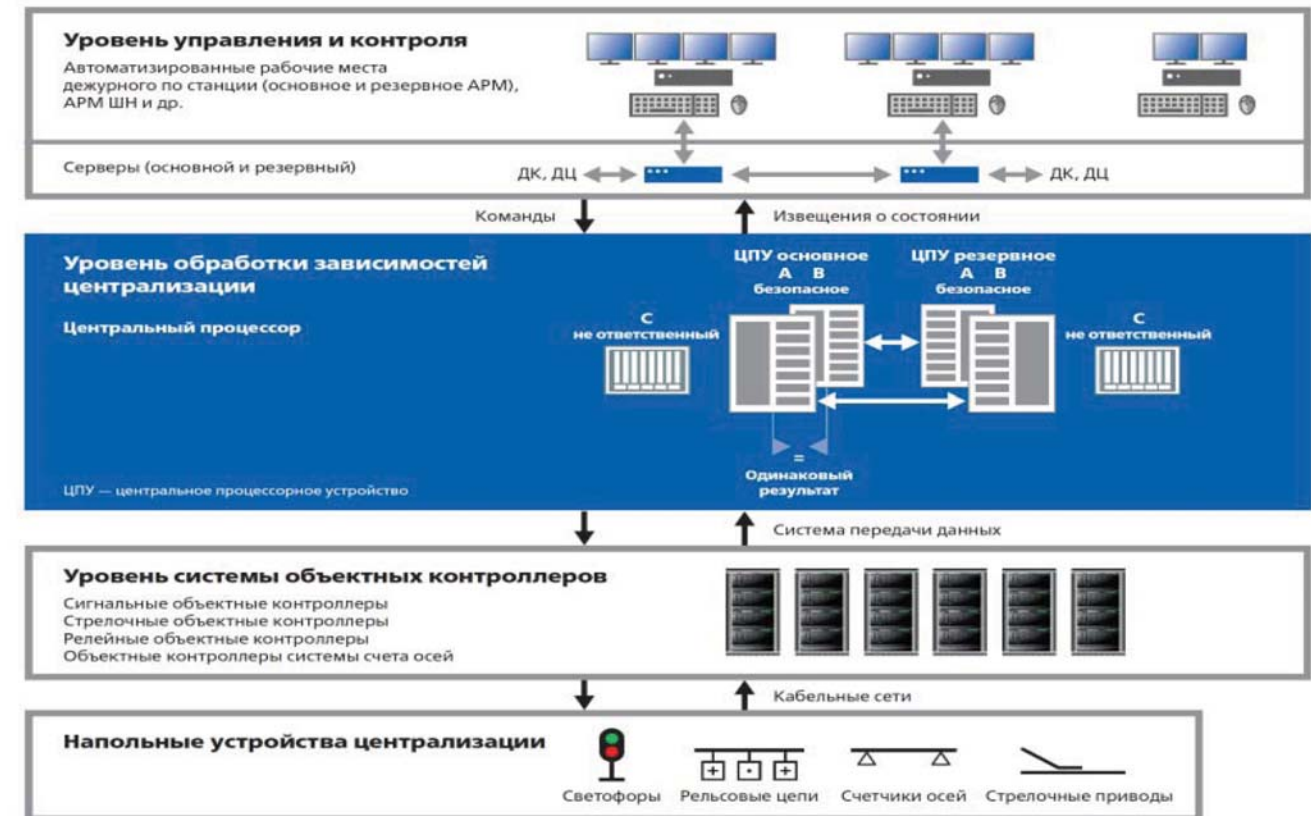 Уровень управления и контроля
Автоматизированные рабочие места
дежурного по станции (основное и резервное АРМ),
АРМ ШН и др.
Серверы (основной и резервный)
ДК, ДЦ
ДК, ДЦ
Команды
Извещения о состоянии
Уровень обработки зависимостей
централизации
Центральный процессор
ЦПУ основное
А В
безопасное
ЦПУ резервное
А В
безопасное
С
не ответственный
С
не ответственный
=
Одинаковый
результат
ЦПУ — центральное процессорное устройство
Система передачи данных
Уровень системы объектных контроллеров
Сигнальные объектные контроллеры
Стрелочные объектные контроллеры
Релейные объектные контроллеры
Объектные контроллеры системы счета осей
Кабельные сети
Напольные устройства централизации
Светофоры
Рельсовые цепи
Счетчики осей
Стрелочные приводы